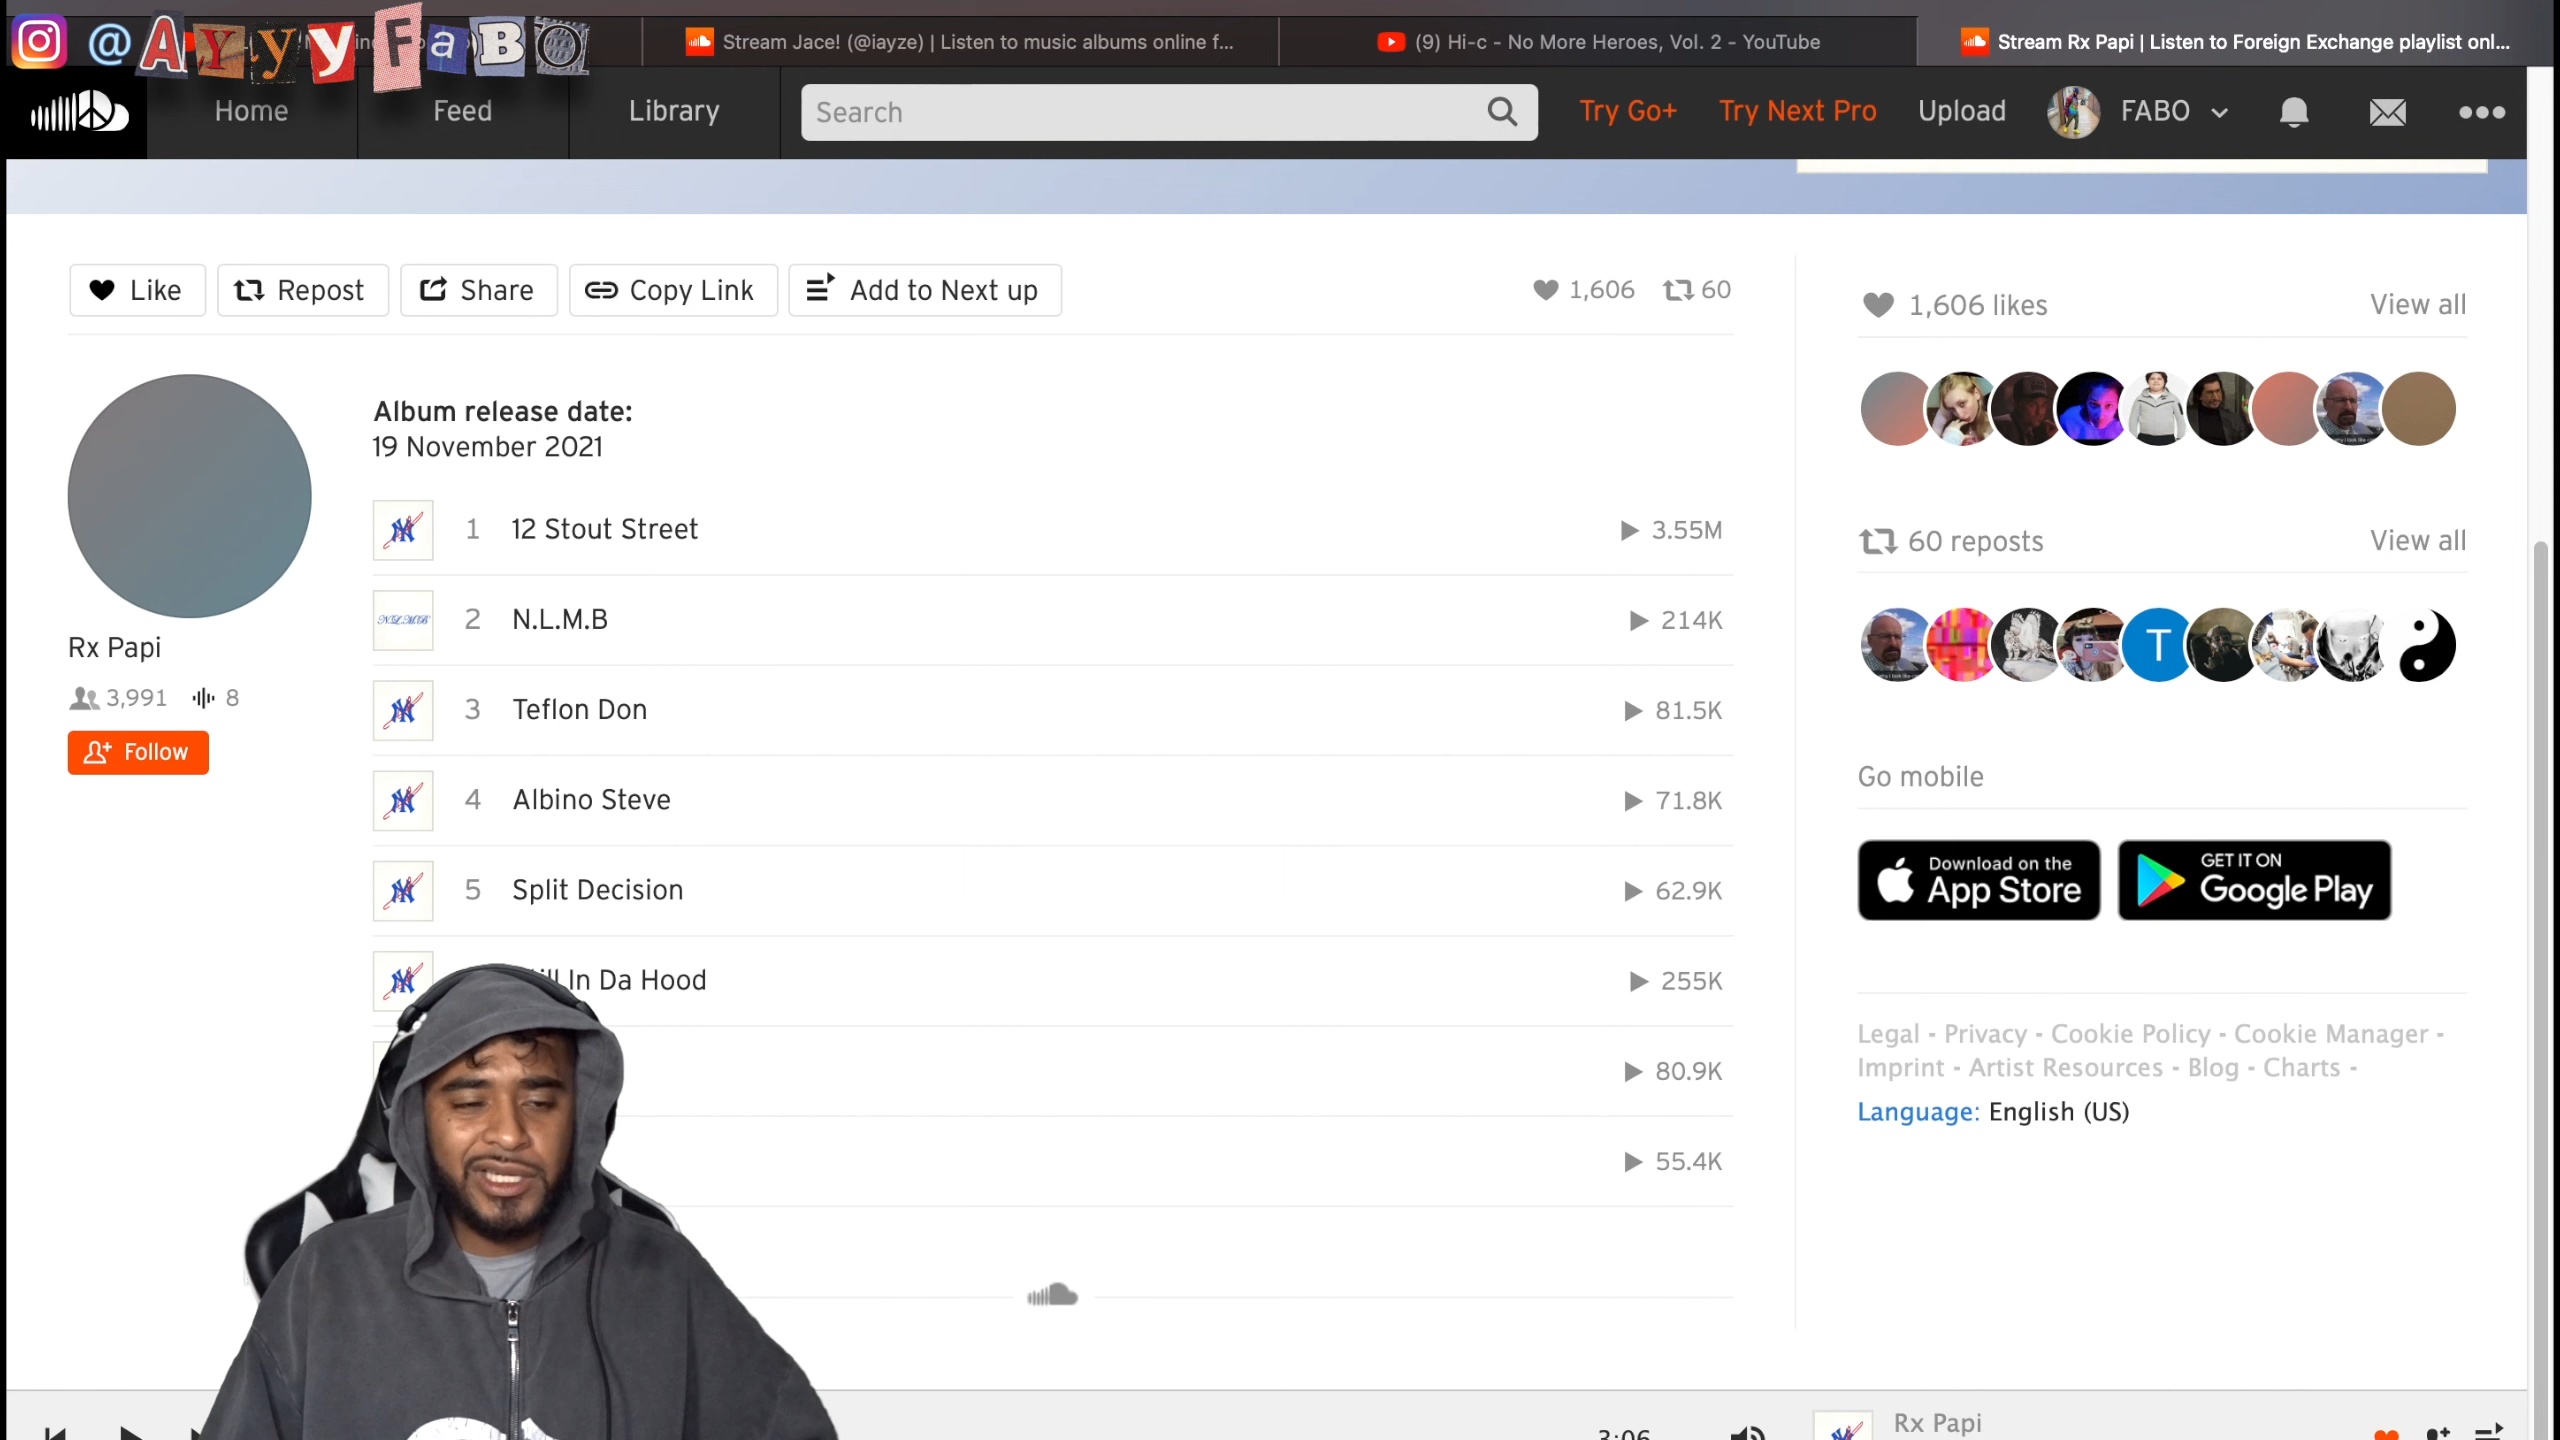 @AyyyFaBO
Stream Jace! (@iayze) | Listen to music albums online f...
(9) Hi-c - No More Heroes, Vol. 2 - YouTube
Stream Rx Papi | Listen to Foreign Exchange playlist onl...
Home
Feed
Library
Search
Try Go+
Try Next Pro
Upload
FABO
Like
Repost
Share
Copy Link
Add to Next up
1,606
60
Rx Papi
3,991
8
Follow
Album release date:
19 November 2021
1 12 Stout Street 3.55M
N.L.M.B 2 N.L.M.B 214K
3 Teflon Don 81.5K
4 Albino Steve 71.8K
5 Split Decision 62.9K
In Da Hood 255K
80.9K
55.4K
1,606 likes
View all
60 reposts
View all
T
Go mobile
Download on the
App Store
GET IT ON
Google Play
Legal - Privacy - Cookie Policy - Cookie Manager -
Imprint - Artist Resources - Blog - Charts -
Language: English (US)
3:06
Rx Papi